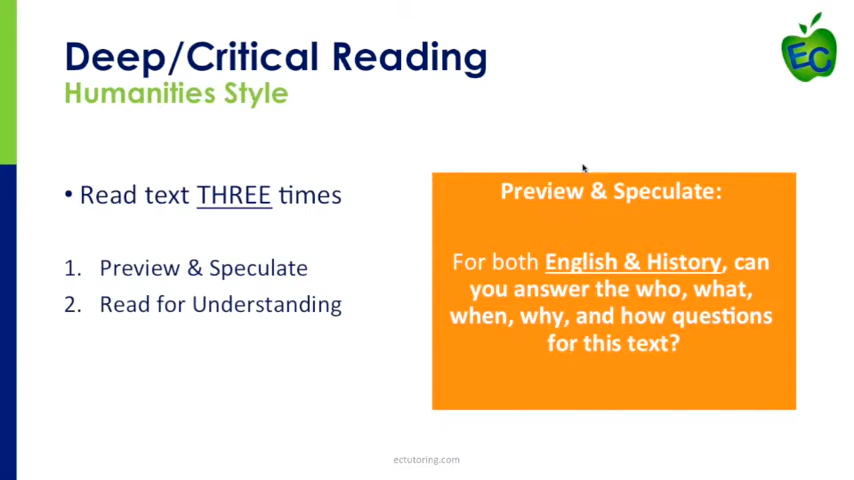 Deep/Critical Reading
Humanities Style
EC
• Read text THREE times
1. Preview & Speculate
2. Read for Understanding
Preview & Speculate:
For both English & History, can
you answer the who, what,
when, why, and how questions
for this text?
ectutoring.com